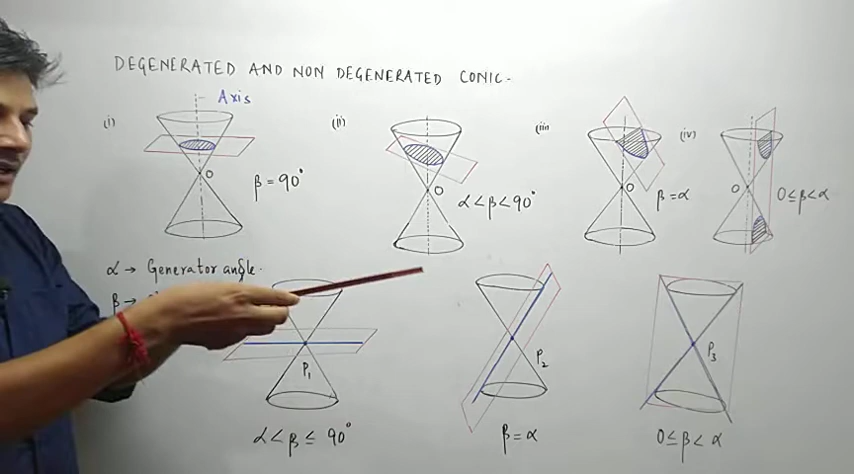 DEGENERATED AND NON DEGENERATED CONIC.
Axis
(i)
O
β = 90°
(ii)
O
α < β < 90°
(iii
O
β = α
(iv)
O
0 ≤ β < α
α → Generator angle.
β →
P1
α < β ≤ 90°
P2
β = α
P3
0 ≤ β < α